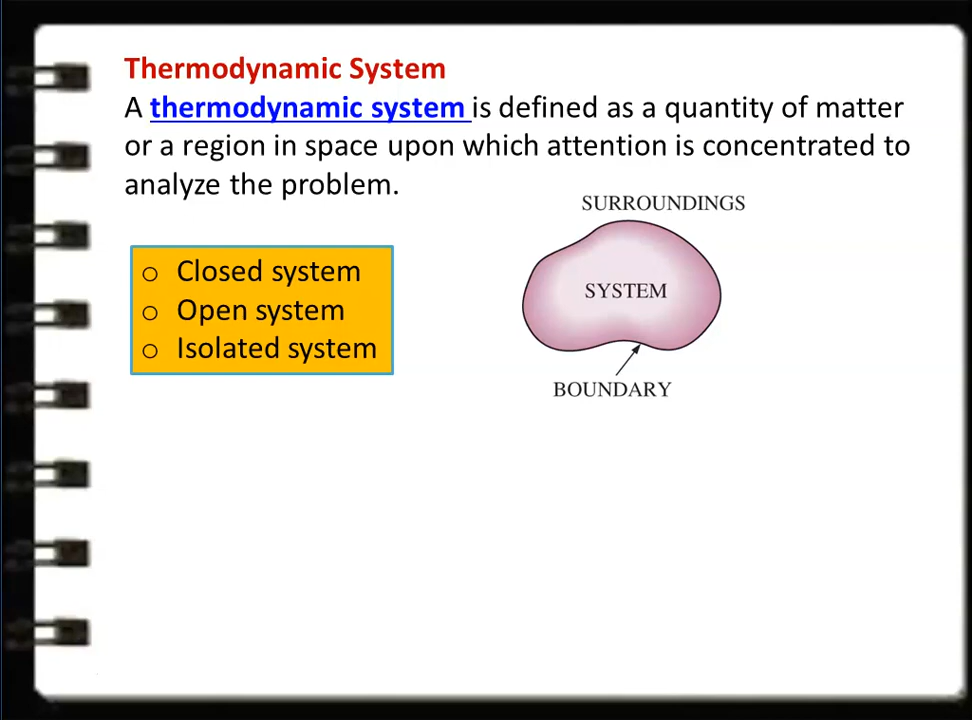 Thermodynamic System
A thermodynamic system is defined as a quantity of matter
or a region in space upon which attention is concentrated to
analyze the problem.
SURROUNDINGS
o Closed system
o Open system
o Isolated system
SYSTEM
BOUNDARY